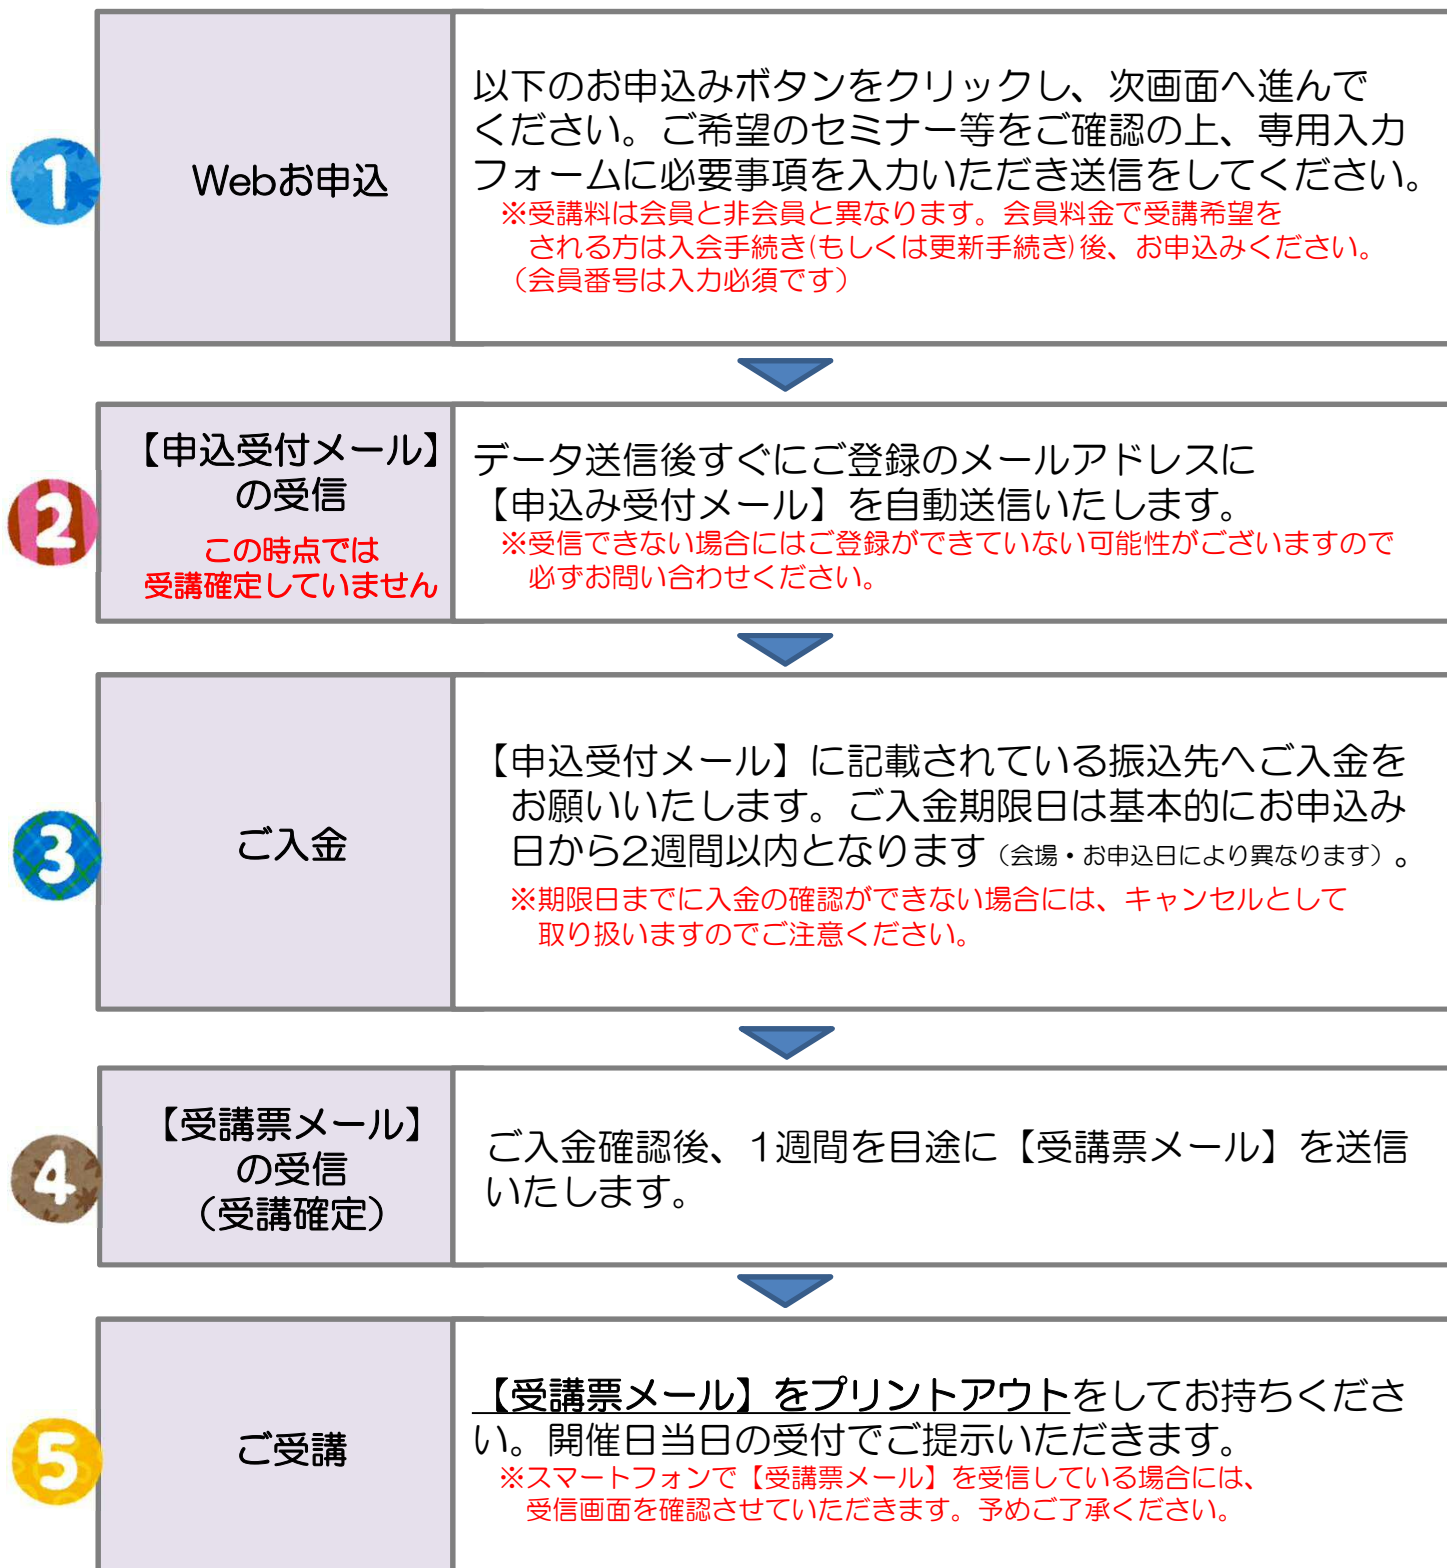 1
Webお申込
以下のお申込みボタンをクリックし、次画面へ進んで
ください。ご希望のセミナー等をご確認の上、専用入力
フォームに必要事項を入力いただき送信をしてください。
※受講料は会員と非会員と異なります。会員料金で受講希望を
される方は入会手続き(もしくは更新手続き)後、お申込みください。
（会員番号は入力必須です）
2
【申込受付メール】
の受信
この時点では
受講確定していません
データ送信後すぐにご登録のメールアドレスに
【申込み受付メール】を自動送信いたします。
※受信できない場合にはご登録ができていない可能性がございますので
必ずお問い合わせください。
3
ご入金
【申込受付メール】に記載されている振込先へご入金を
お願いいたします。ご入金期限日は基本的にお申込み
日から2週間以内となります（会場・お申込日により異なります）。
※期限日までに入金の確認ができない場合には、キャンセルとして
取り扱いますのでご注意ください。
4
【受講票メール】
の受信
（受講確定）
ご入金確認後、1週間を目途に【受講票メール】を送信
いたします。
5
ご受講
【受講票メール】をプリントアウトをしてお持ちくださ
い。開催日当日の受付でご提示いただきます。
※スマートフォンで【受講票メール】を受信している場合には、
受信画面を確認させていただきます。予めご了承ください。